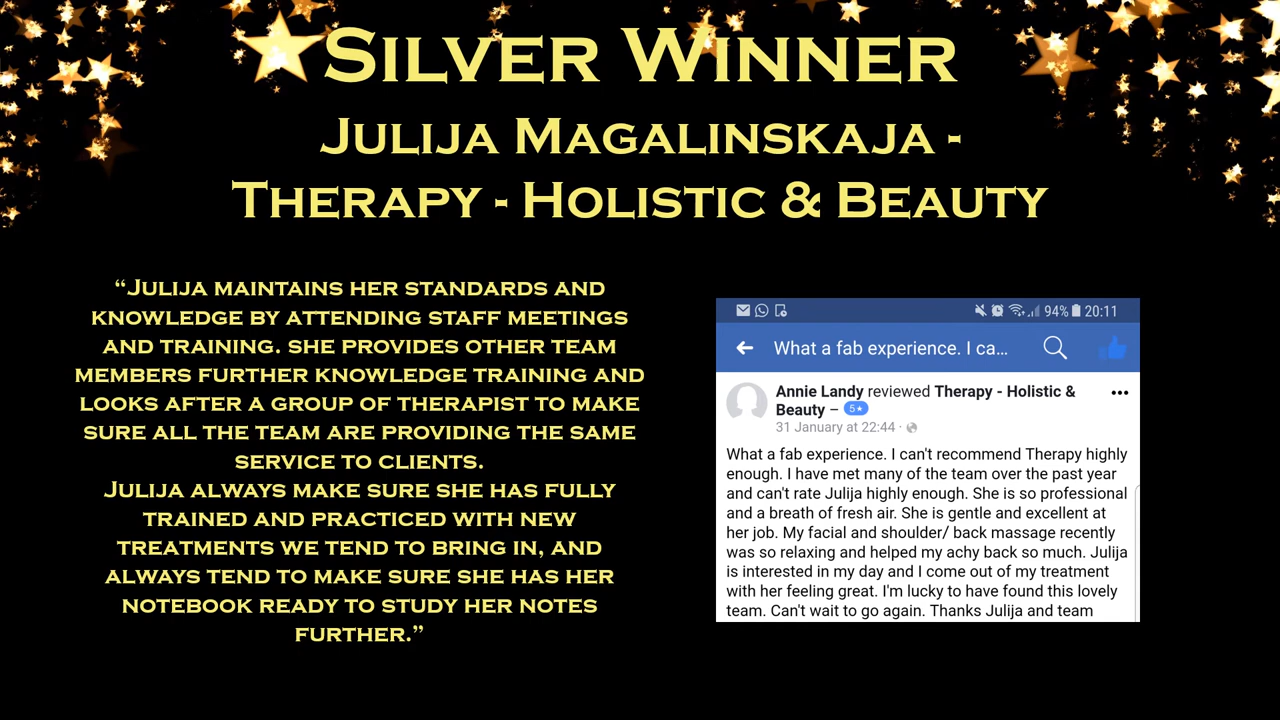 SILVER WINNER
JULIJA MAGALINSKAJA -
THERAPY - HOLISTIC & BEAUTY
“JULIJA MAINTAINS HER STANDARDS AND
KNOWLEDGE BY ATTENDING STAFF MEETINGS
AND TRAINING. SHE PROVIDES OTHER TEAM
MEMBERS FURTHER KNOWLEDGE TRAINING AND
LOOKS AFTER A GROUP OF THERAPIST TO MAKE
SURE ALL THE TEAM ARE PROVIDING THE SAME
SERVICE TO CLIENTS.
JULIJA ALWAYS MAKE SURE SHE HAS FULLY
TRAINED AND PRACTICED WITH NEW
TREATMENTS WE TEND TO BRING IN, AND
ALWAYS TEND TO MAKE SURE SHE HAS HER
NOTEBOOK READY TO STUDY HER NOTES
FURTHER.”
94% 20:11
What a fab experience. I ca...
Annie Landy reviewed Therapy - Holistic &
Beauty – 5★
31 January at 22:44 ·
What a fab experience. I can't recommend Therapy highly
enough. I have met many of the team over the past year
and can't rate Julija highly enough. She is so professional
and a breath of fresh air. She is gentle and excellent at
her job. My facial and shoulder/ back massage recently
was so relaxing and helped my achy back so much. Julija
is interested in my day and I come out of my treatment
with her feeling great. I'm lucky to have found this lovely
team. Can't wait to go again. Thanks Julija and team